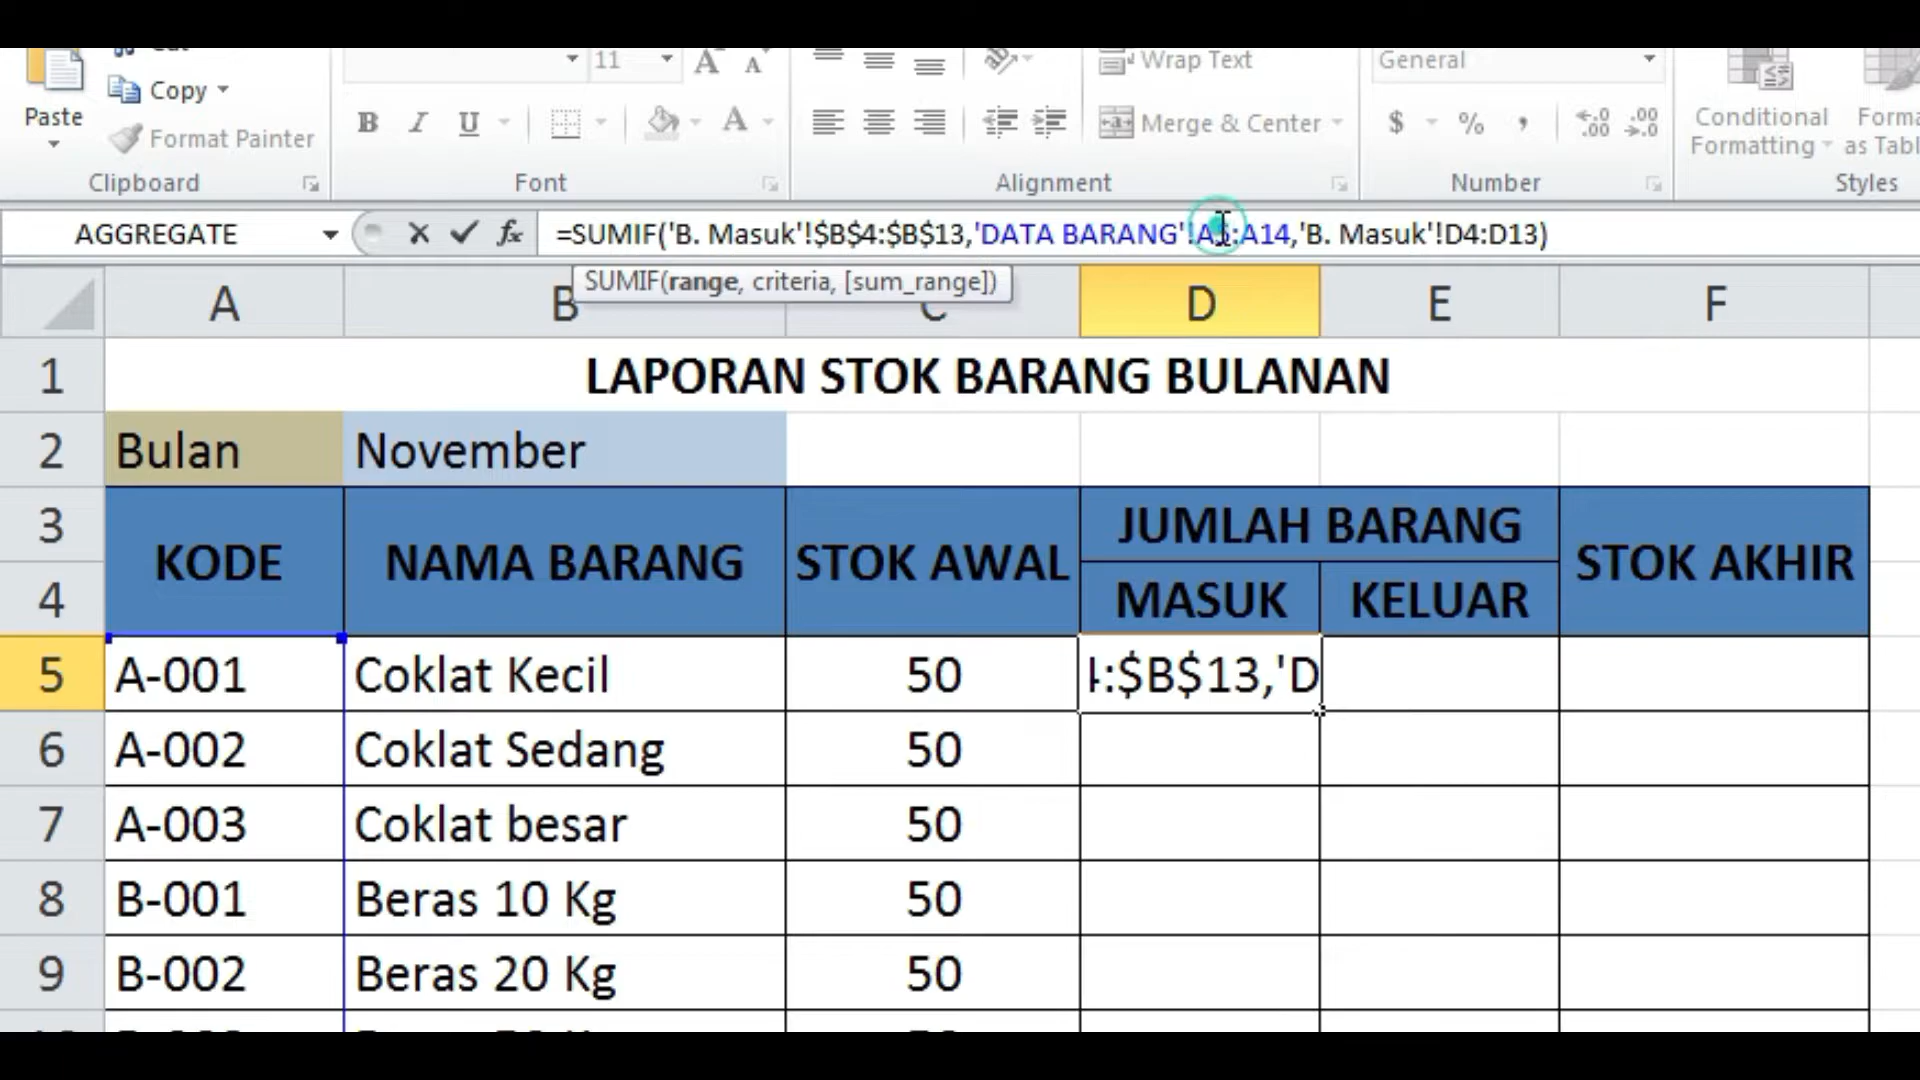 11 A A Wrap Text General
Paste Copy B I U A Merge & Center $ % , Conditional
Format Painter Formatting as Tabl
Clipboard Font Alignment Number Styles
AGGREGATE fx =SUMIF('B. Masuk'!$B$4:$B$13,'DATA BARANG'! :A14,'B. Masuk'!D4:D13)
SUMIF(range, criteria, [sum_range])
A B C D E F
1 LAPORAN STOK BARANG BULANAN
2 Bulan November
3 KODE NAMA BARANG STOK AWAL JUMLAH BARANG STOK AKHIR
4 MASUK KELUAR
5 A-001 Coklat Kecil 50 :$B$13,'D
6 A-002 Coklat Sedang 50
7 A-003 Coklat besar 50
8 B-001 Beras 10 Kg 50
9 B-002 Beras 20 Kg 50